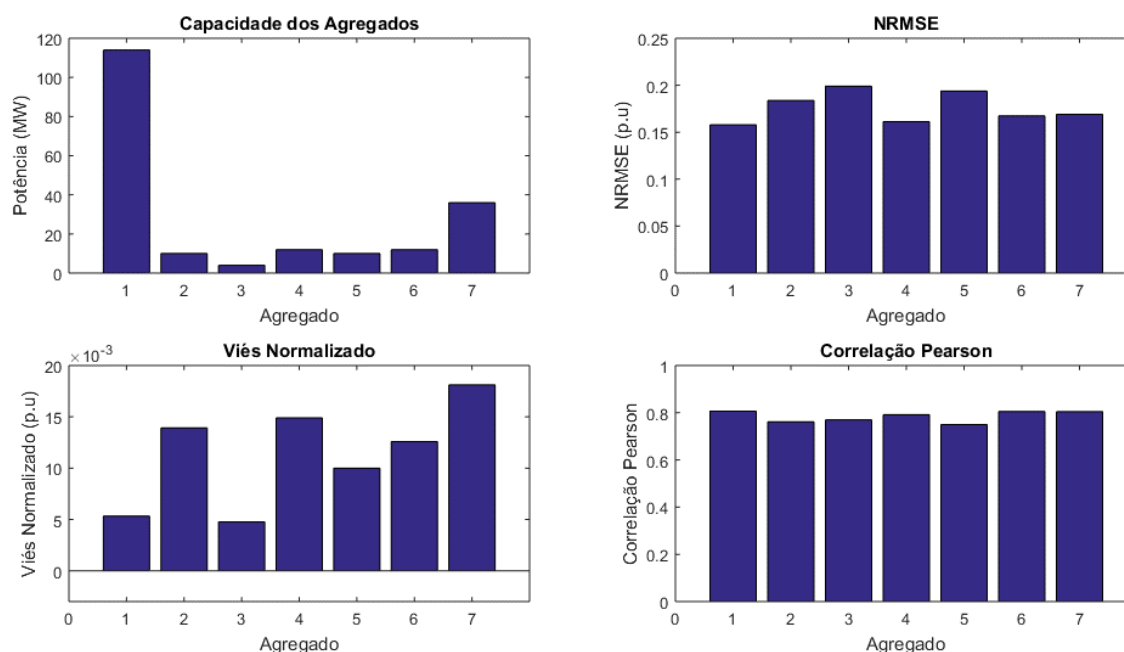 Capacidade dos Agregados
Potência (MW)
120
100
80
60
40
20
0
1 2 3 4 5 6 7
Agregado
NRMSE
NRMSE (p.u)
0.25
0.2
0.15
0.1
0.05
0
0 1 2 3 4 5 6 7
Agregado
Viés Normalizado
×10-3
Viés Normalizado (p.u)
20
15
10
5
0
0 1 2 3 4 5 6 7
Agregado
Correlação Pearson
Correlação Pearson
1
0.8
0.6
0.4
0.2
0
0 1 2 3 4 5 6 7
Agregado